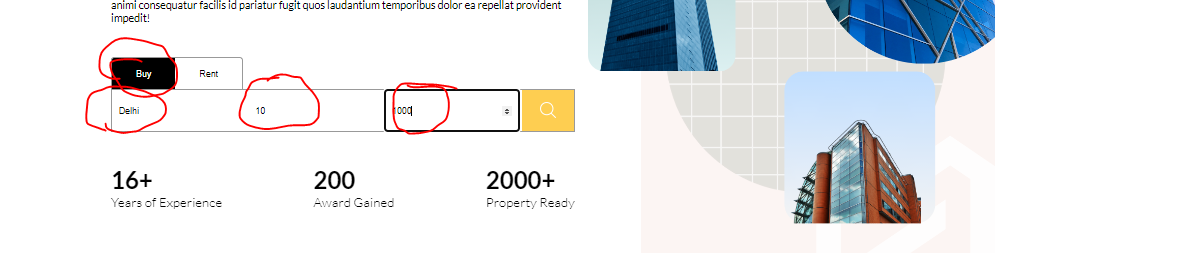 animi consequatur facilis id pariatur fugit quos laudantium temporibus dolor ea repellat provident
impedit!
Buy Rent
Delhi 10 1000
16+ 200 2000+
Years of Experience Award Gained Property Ready